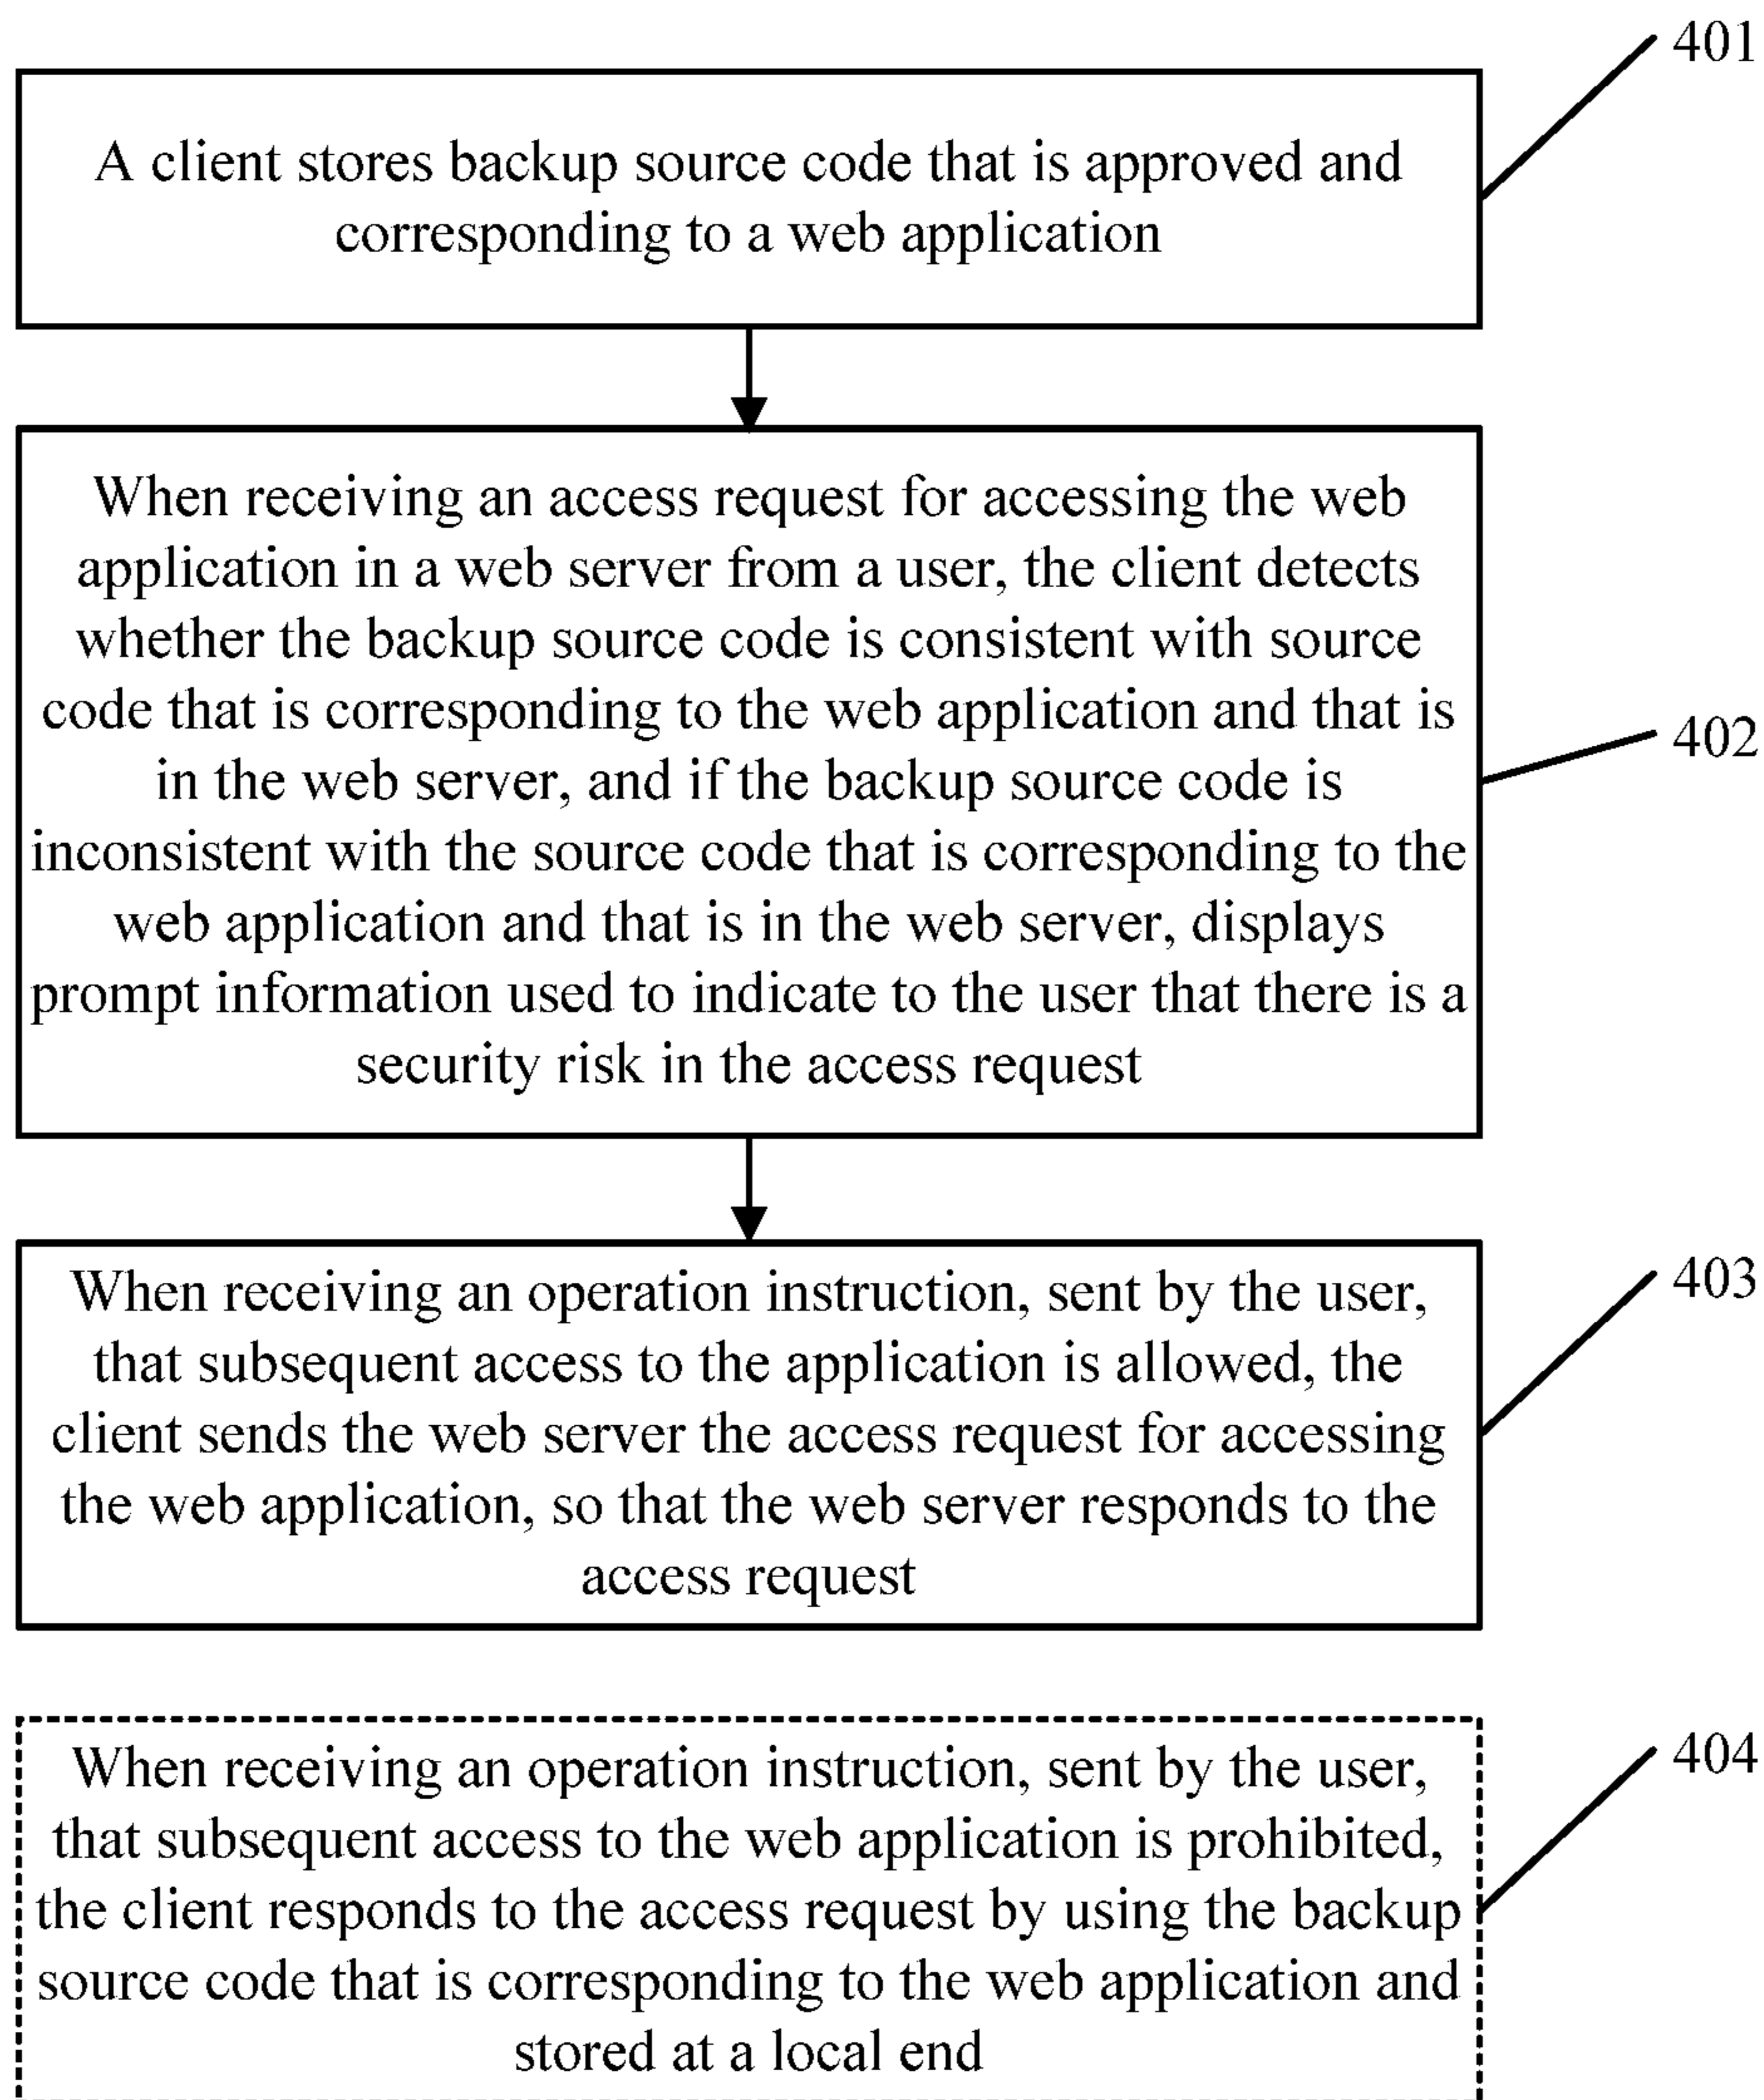 401
A client stores backup source code that is approved and
corresponding to a web application
When receiving an access request for accessing the web
application in a web server from a user, the client detects
whether the backup source code is consistent with source
code that is corresponding to the web application and that is
in the web server, and if the backup source code is
inconsistent with the source code that is corresponding to the
web application and that is in the web server, displays
prompt information used to indicate to the user that there is a
security risk in the access request
402
When receiving an operation instruction, sent by the user,
that subsequent access to the application is allowed, the
client sends the web server the access request for accessing
the web application, so that the web server responds to the
access request
403
When receiving an operation instruction, sent by the user,
that subsequent access to the web application is prohibited,
the client responds to the access request by using the backup
source code that is corresponding to the web application and
stored at a local end
404